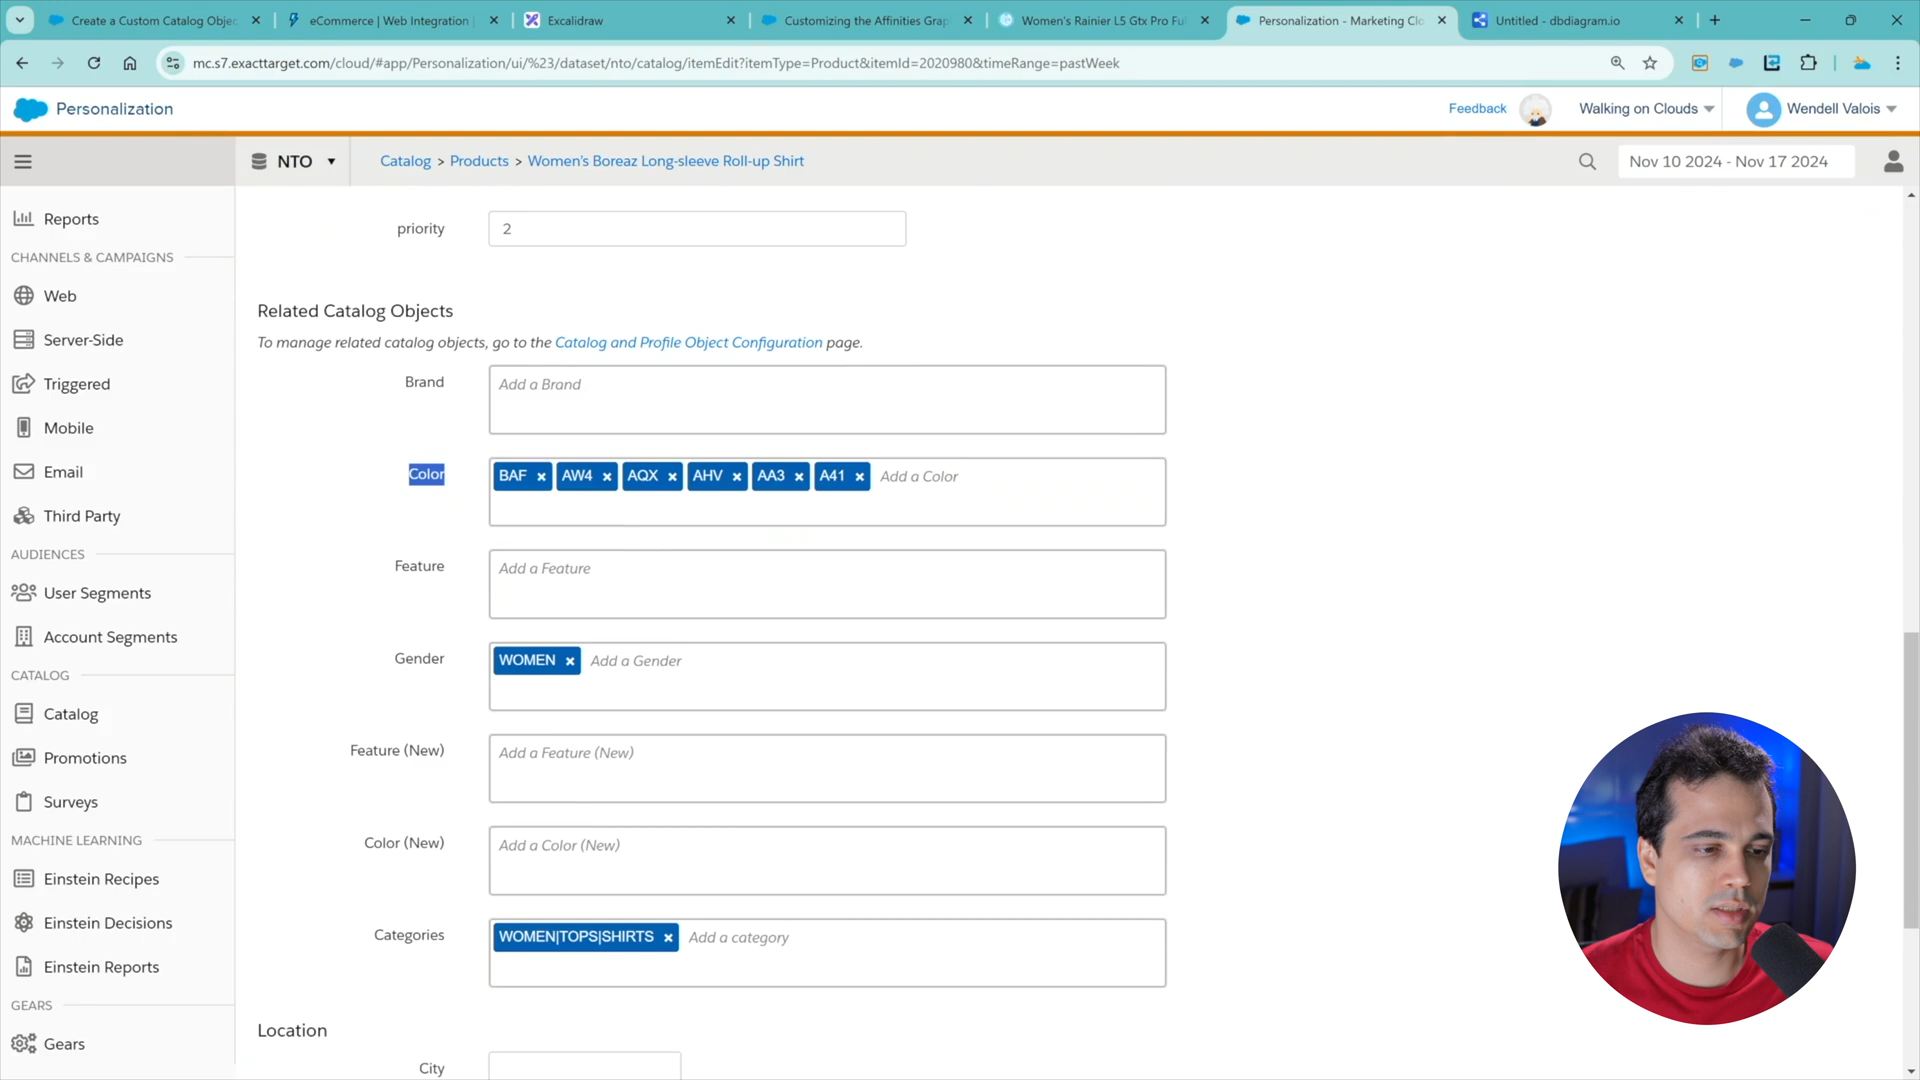 Create a Custom Catalog Objec
eCommerce | Web Integration
Excalidraw
Customizing the Affinities Grap
Women's Rainier L5 Gtx Pro Ful
Personalization - Marketing Clo
Untitled - dbdiagram.io
mc.s7.exacttarget.com/cloud/#app/Personalization/ui/%23/dataset/nto/catalog/itemEdit?itemType=Product&itemId=2020980&timeRange=pastWeek
Personalization
Feedback
Walking on Clouds
Wendell Valois
NTO
Catalog > Products > Women's Boreaz Long-sleeve Roll-up Shirt
Nov 10 2024 - Nov 17 2024
Reports
CHANNELS & CAMPAIGNS
Web
Server-Side
Triggered
Mobile
Email
Third Party
AUDIENCES
User Segments
Account Segments
CATALOG
Catalog
Promotions
Surveys
MACHINE LEARNING
Einstein Recipes
Einstein Decisions
Einstein Reports
GEARS
Gears
priority 2
Related Catalog Objects
To manage related catalog objects, go to the Catalog and Profile Object Configuration page.
Brand Add a Brand
Color BAF × AW4 × AQX × AHV × AA3 × A41 × Add a Color
Feature Add a Feature
Gender WOMEN × Add a Gender
Feature (New) Add a Feature (New)
Color (New) Add a Color (New)
Categories WOMEN|TOPS|SHIRTS × Add a category
Location
City